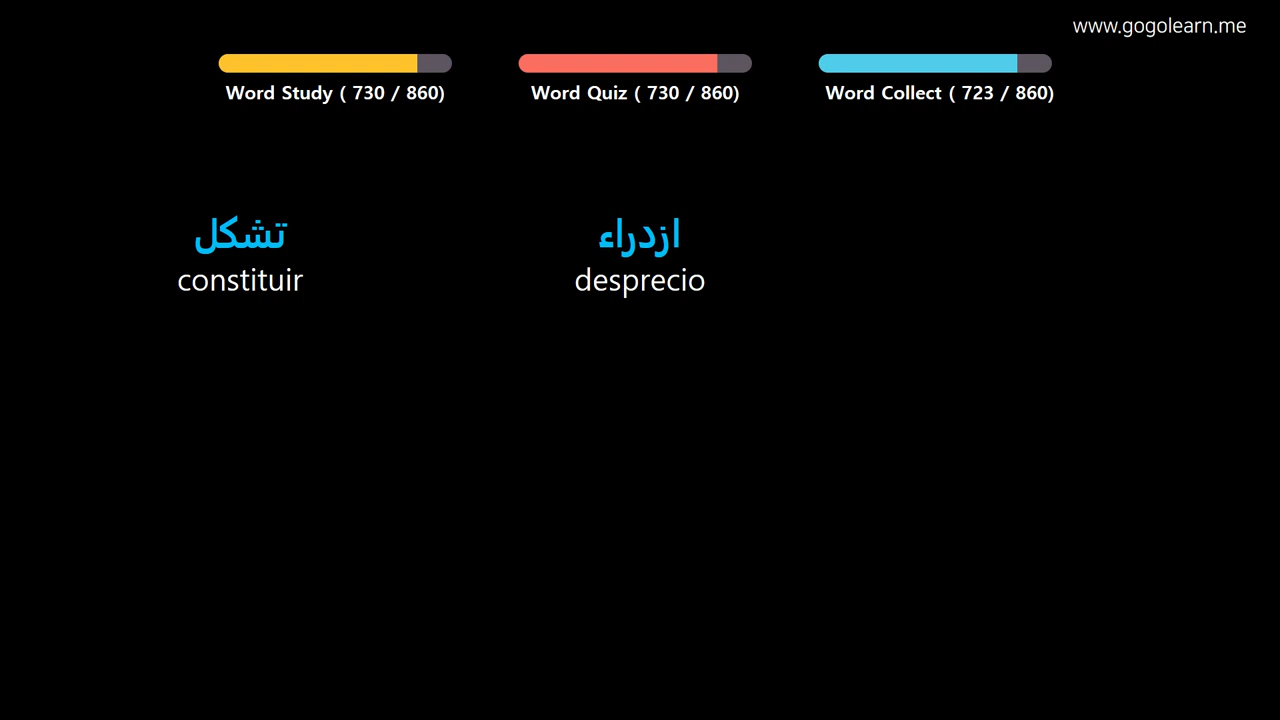 www.gogolearn.me
Word Study ( 730 / 860)
Word Quiz ( 730 / 860)
Word Collect ( 723 / 860)
تشكل
constituir
ازدراء
desprecio